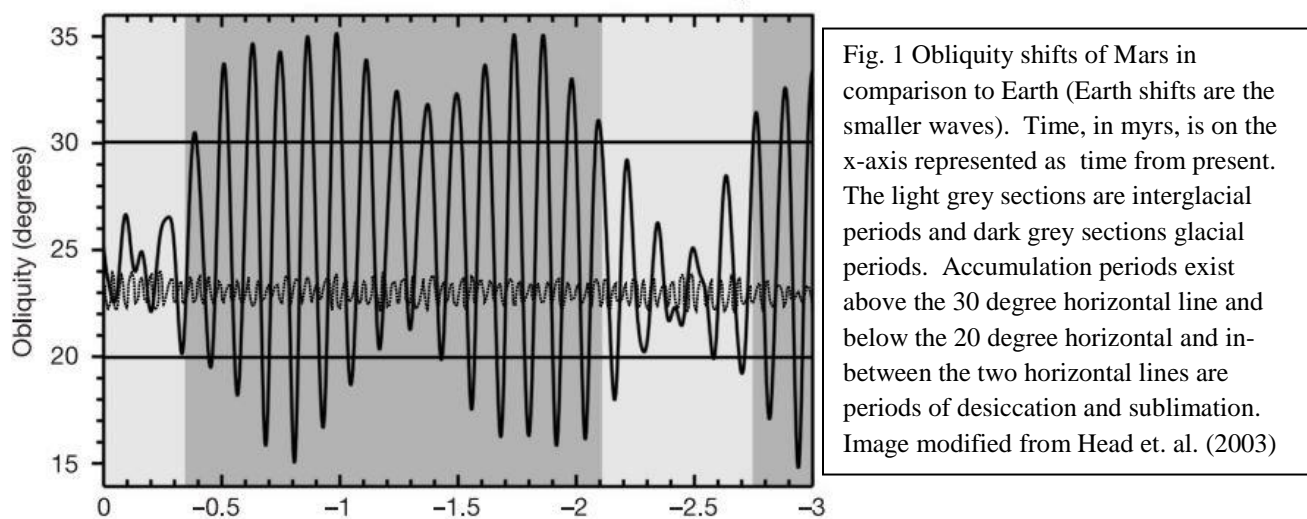 35
30
25
20
15
Obliquity (degrees)
0 −0.5 −1 −1.5 −2 −2.5 −3
Fig. 1 Obliquity shifts of Mars in
comparison to Earth (Earth shifts are the
smaller waves). Time, in myrs, is on the
x-axis represented as time from present.
The light grey sections are interglacial
periods and dark grey sections glacial
periods. Accumulation periods exist
above the 30 degree horizontal line and
below the 20 degree horizontal and in-
between the two horizontal lines are
periods of desiccation and sublimation.
Image modified from Head et. al. (2003)